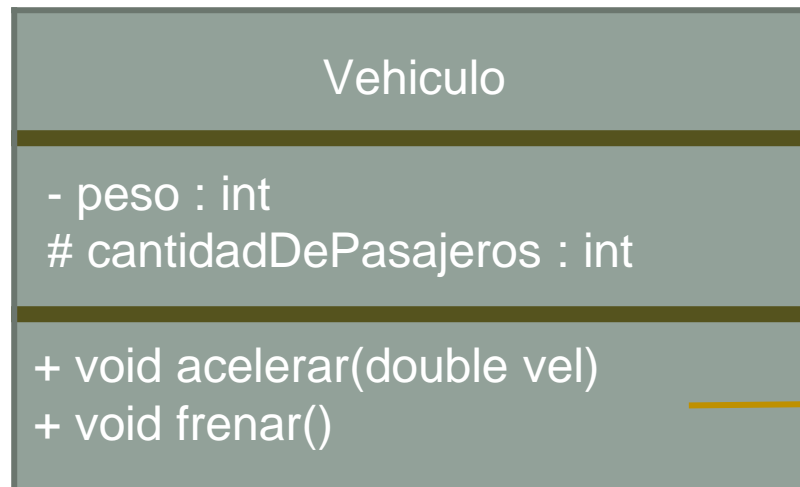 Vehiculo
- peso : int
# cantidadDePasajeros : int
+ void acelerar(double vel)
+ void frenar()